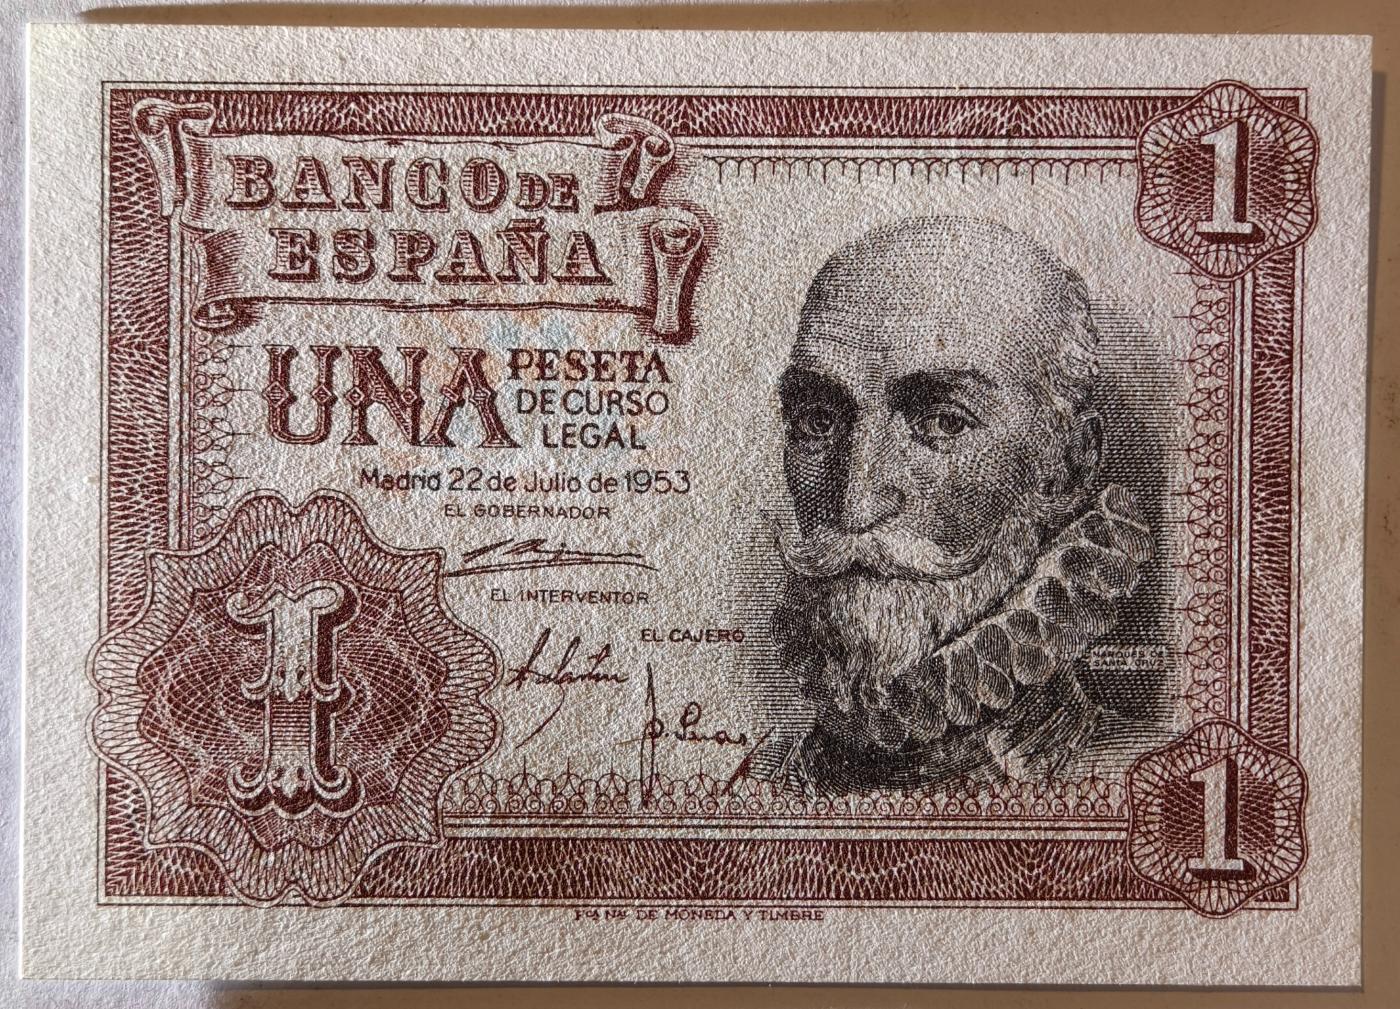 BANCO DE
ESPAÑA
1
UNA PESETA
DE CURSO
LEGAL
Madrid 22 de Julio de 1953
EL GOBERNADOR
EL INTERVENTOR
EL CAJERO
MARQUES DE
SANTA CRUZ
1
1
Fca Nal DE MONEDA Y TIMBRE